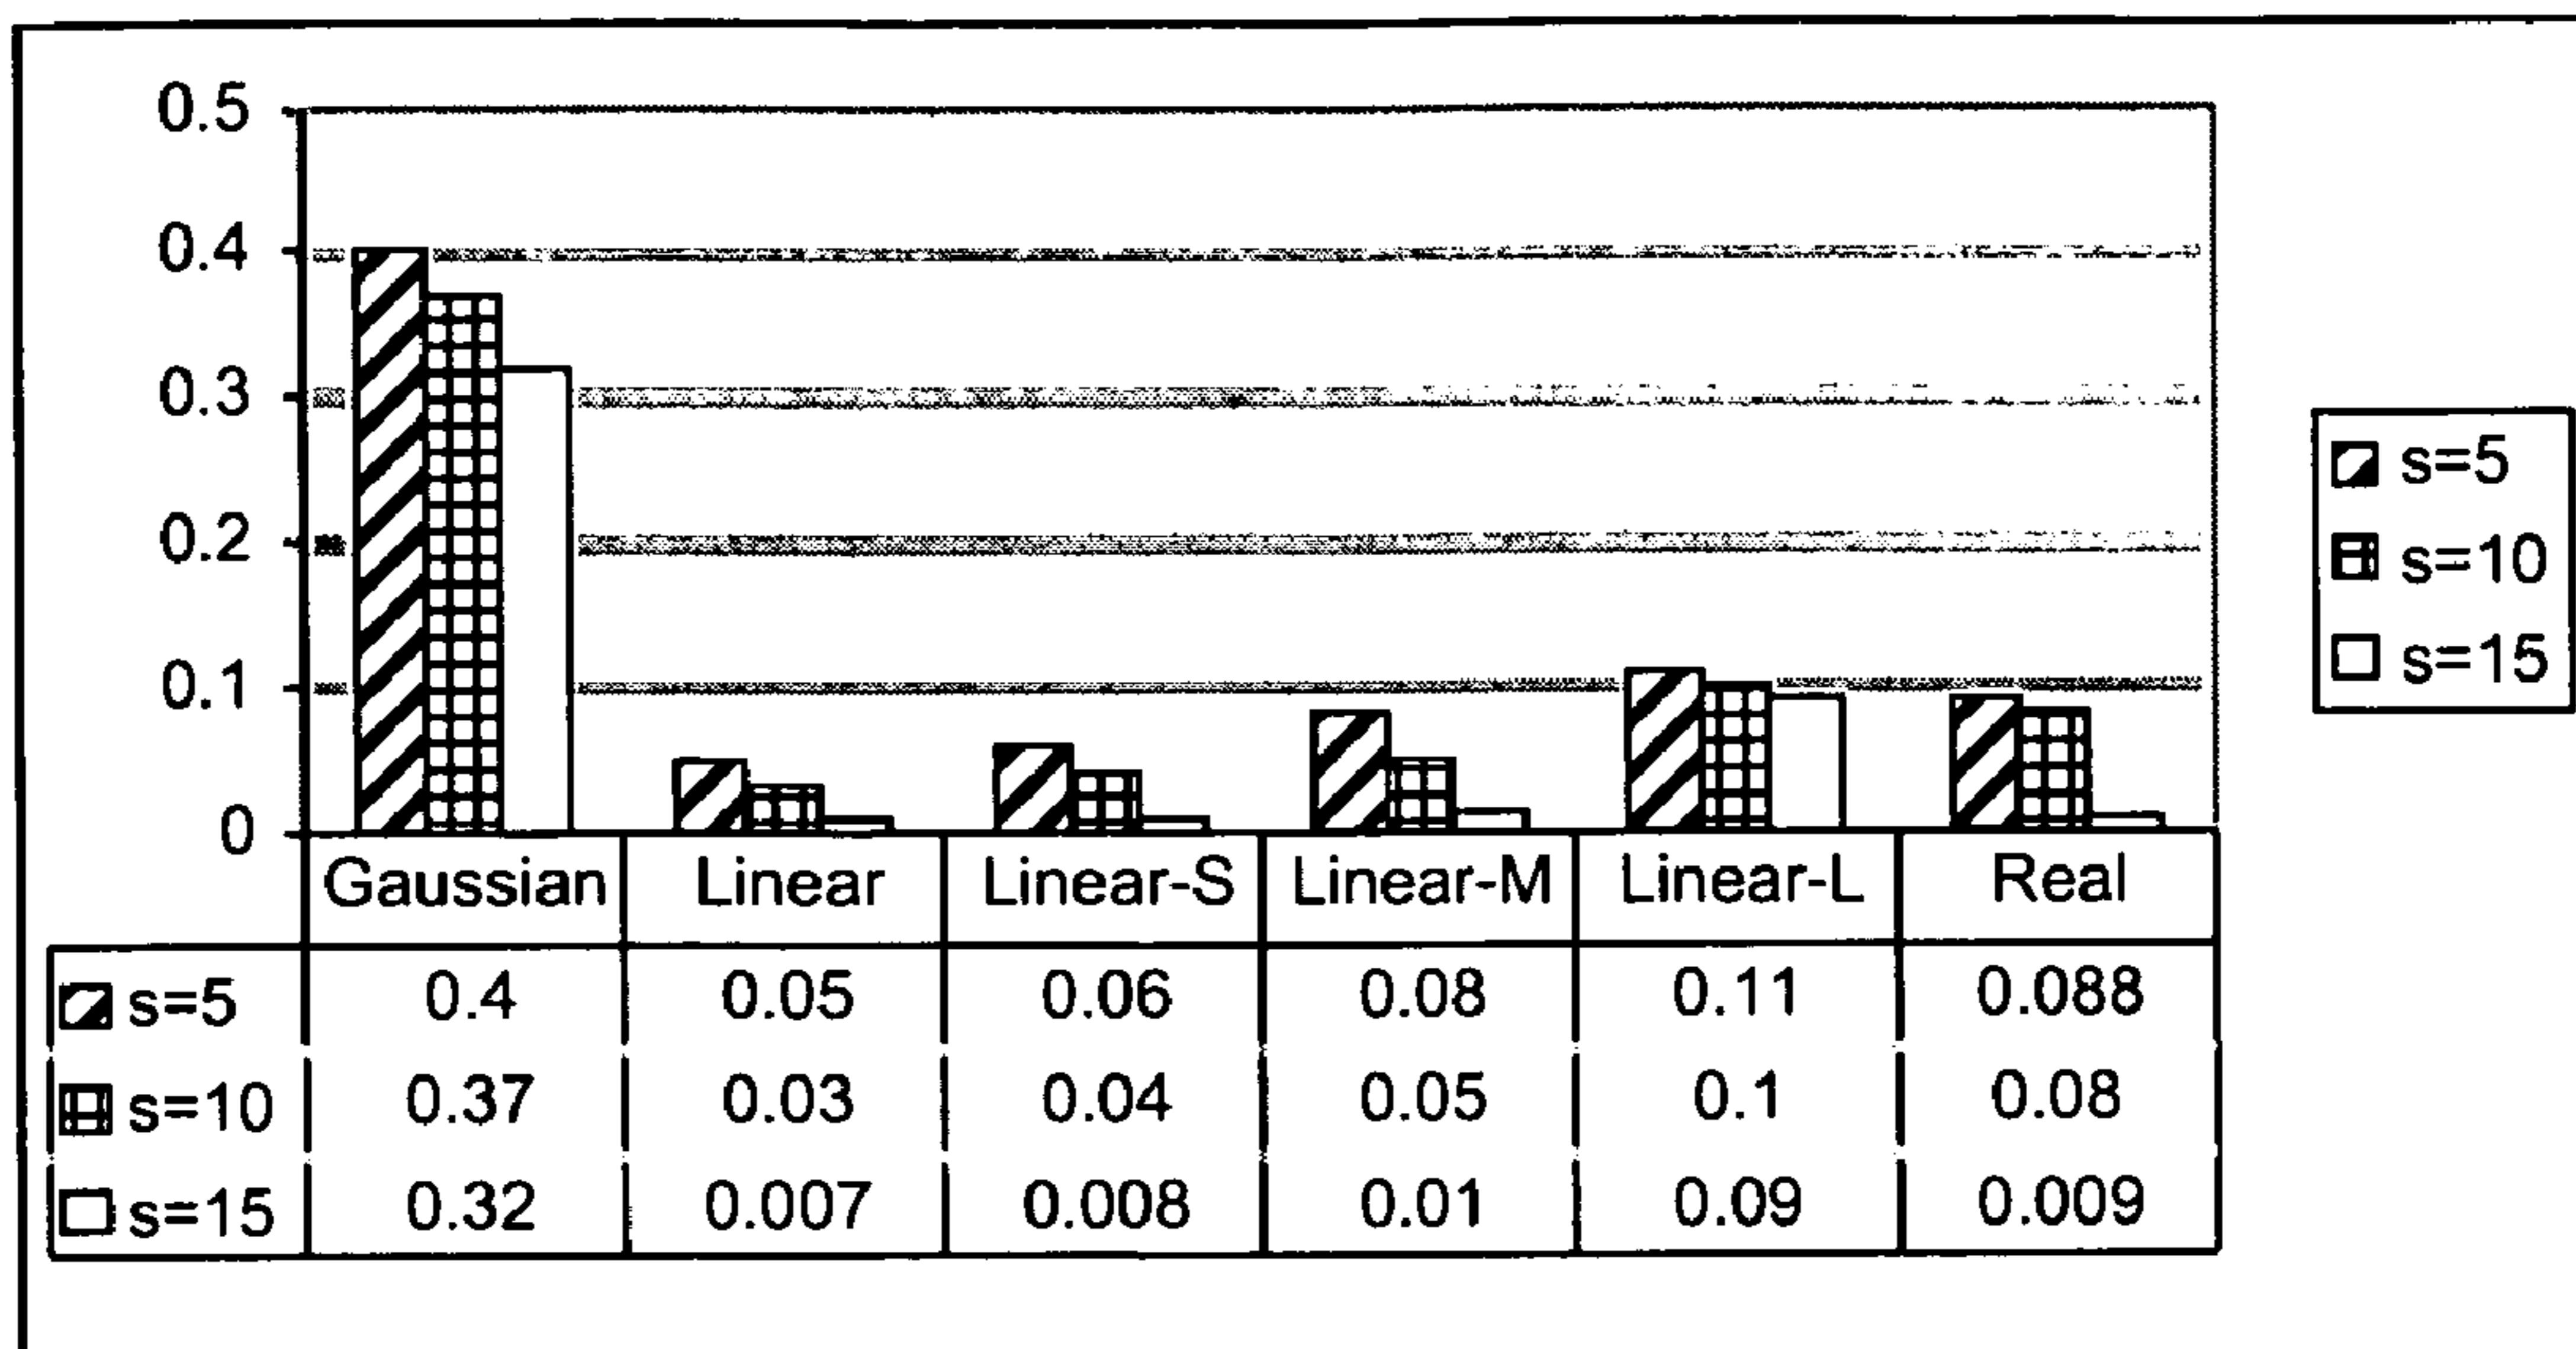 0.5
0.4
0.3
0.2
0.1
0
s=5
s=10
s=15
Gaussian Linear Linear-S Linear-M Linear-L Real
s=5 0.4 0.05 0.06 0.08 0.11 0.088
s=10 0.37 0.03 0.04 0.05 0.1 0.08
s=15 0.32 0.007 0.008 0.01 0.09 0.009